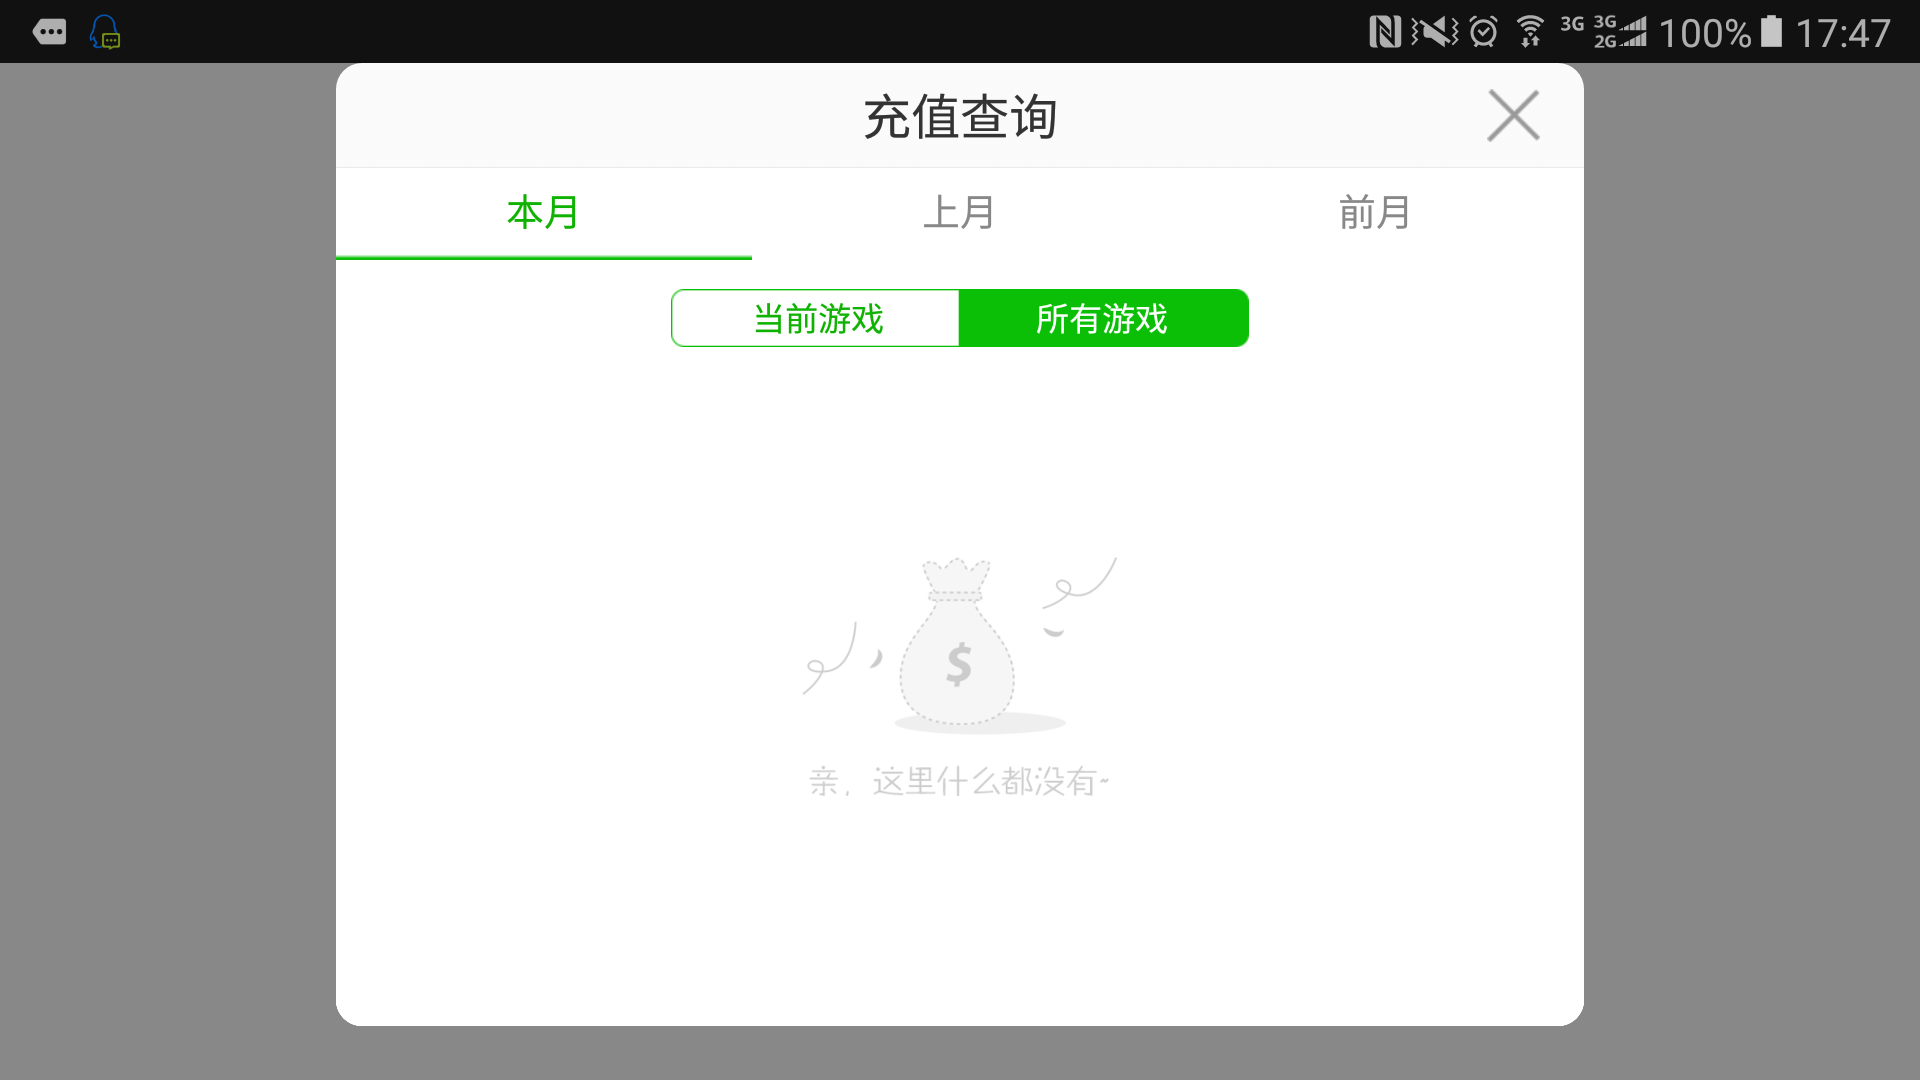 3G 3G 2G 100% 17:47
充值查询
本月 上月 前月
当前游戏 所有游戏
$
亲，这里什么都没有~